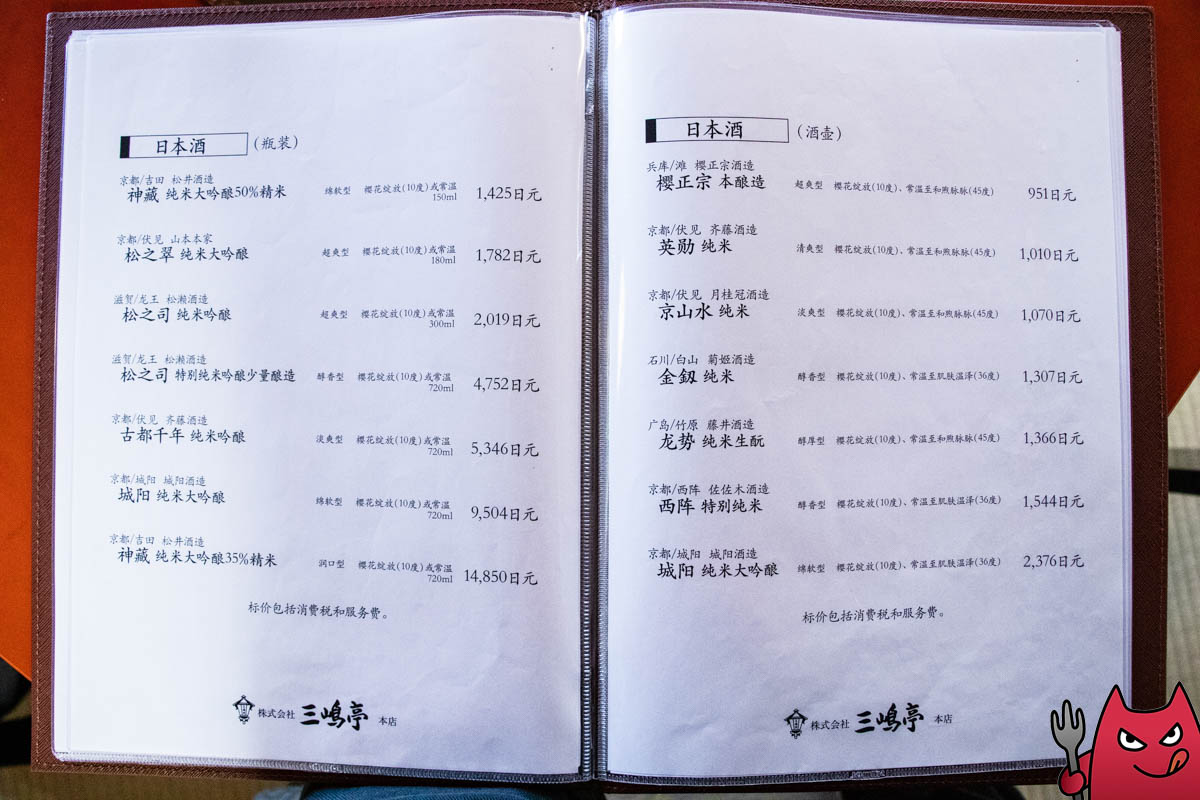 日本酒 （瓶装）
京都/吉田 松井酒造
神藏 纯米大吟酿50%精米 绵软型 樱花绽放(10度)或常温 1,425日元
150ml
京都/伏见 山本本家
松之翠 纯米大吟酿 超爽型 樱花绽放(10度)或常温 1,782日元
180ml
滋贺/龙王 松濑酒造
松之司 纯米吟酿 超爽型 樱花绽放(10度)或常温 2,019日元
300ml
滋贺/龙王 松濑酒造
松之司 特别纯米吟酿少量酿造 醇香型 樱花绽放(10度)或常温 4,752日元
720ml
京都/伏见 齐藤酒造
古都千年 纯米吟酿 淡爽型 樱花绽放(10度)或常温 5,346日元
720ml
京都/城阳 城阳酒造
城阳 纯米大吟酿 绵软型 樱花绽放(10度)或常温 9,504日元
720ml
京都/吉田 松井酒造
神藏 纯米大吟酿35%精米 润口型 樱花绽放(10度)或常温 14,850日元
720ml
标价包括消费税和服务费。
株式会社 三嶋亭 本店
日本酒 （酒壶）
兵库/滩 樱正宗酒造
樱正宗 本酿造 超爽型 樱花绽放(10度)、常温至和煦脉脉(45度) 951日元
京都/伏见 齐藤酒造
英勋 纯米 清爽型 樱花绽放(10度)、常温至和煦脉脉(45度) 1,010日元
京都/伏见 月桂冠酒造
京山水 纯米 淡爽型 樱花绽放(10度)、常温至和煦脉脉(45度) 1,070日元
石川/白山 菊姬酒造
金釼 纯米 醇香型 樱花绽放(10度)、常温至肌肤温泽(36度) 1,307日元
广岛/竹原 藤井酒造
龙势 纯米生酛 醇厚型 樱花绽放(10度)、常温至和煦脉脉(45度) 1,366日元
京都/西阵 佐佐木酒造
西阵 特别纯米 醇香型 樱花绽放(10度)、常温至肌肤温泽(36度) 1,544日元
京都/城阳 城阳酒造
城阳 纯米大吟酿 绵软型 樱花绽放(10度)、常温至肌肤温泽(36度) 2,376日元
标价包括消费税和服务费。
株式会社 三嶋亭 本店